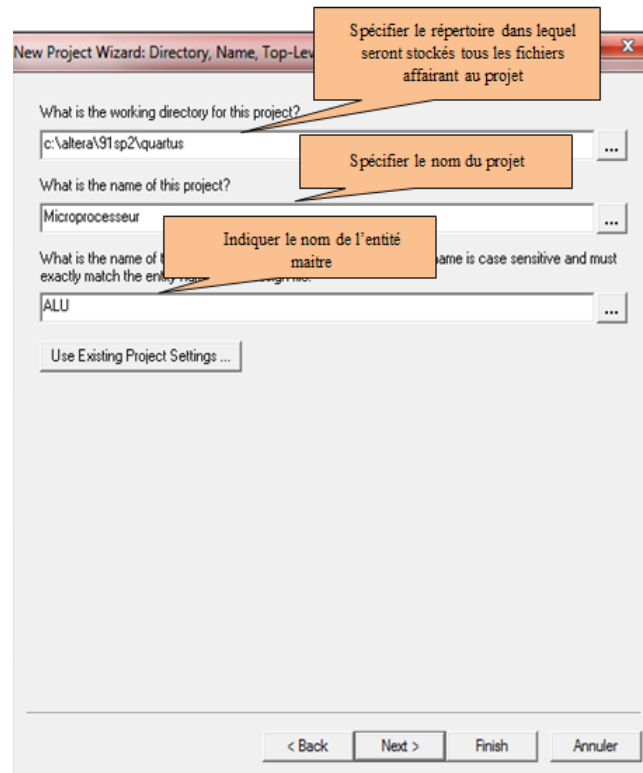 Spécifier le répertoire dans lequel
seront stockés tous les fichiers
affairant au projet
New Project Wizard: Directory, Name, Top-Lev
What is the working directory for this project?
c:\altera\91sp2\quartus
...
Spécifier le nom du projet
What is the name of this project?
Microprocesseur
...
Indiquer le nom de l'entité
maitre
What is the name of ame is case sensitive and must
exactly match the
ALU
...
Use Existing Project Settings ...
< Back
Next >
Finish
Annuler